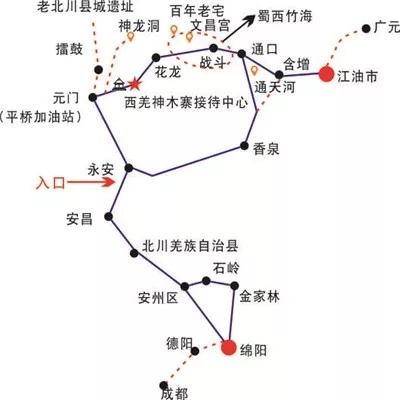 老北川县城遗址
百年老宅
神龙洞
文昌宫
蜀西竹海
广元
擂鼓
战斗
通口
含增
花龙
江油市
通天河
元门
(平桥加油站)
西羌神木寨接待中心
香泉
永安
入口
安昌
北川羌族自治县
石岭
安州区
金家林
德阳
绵阳
成都